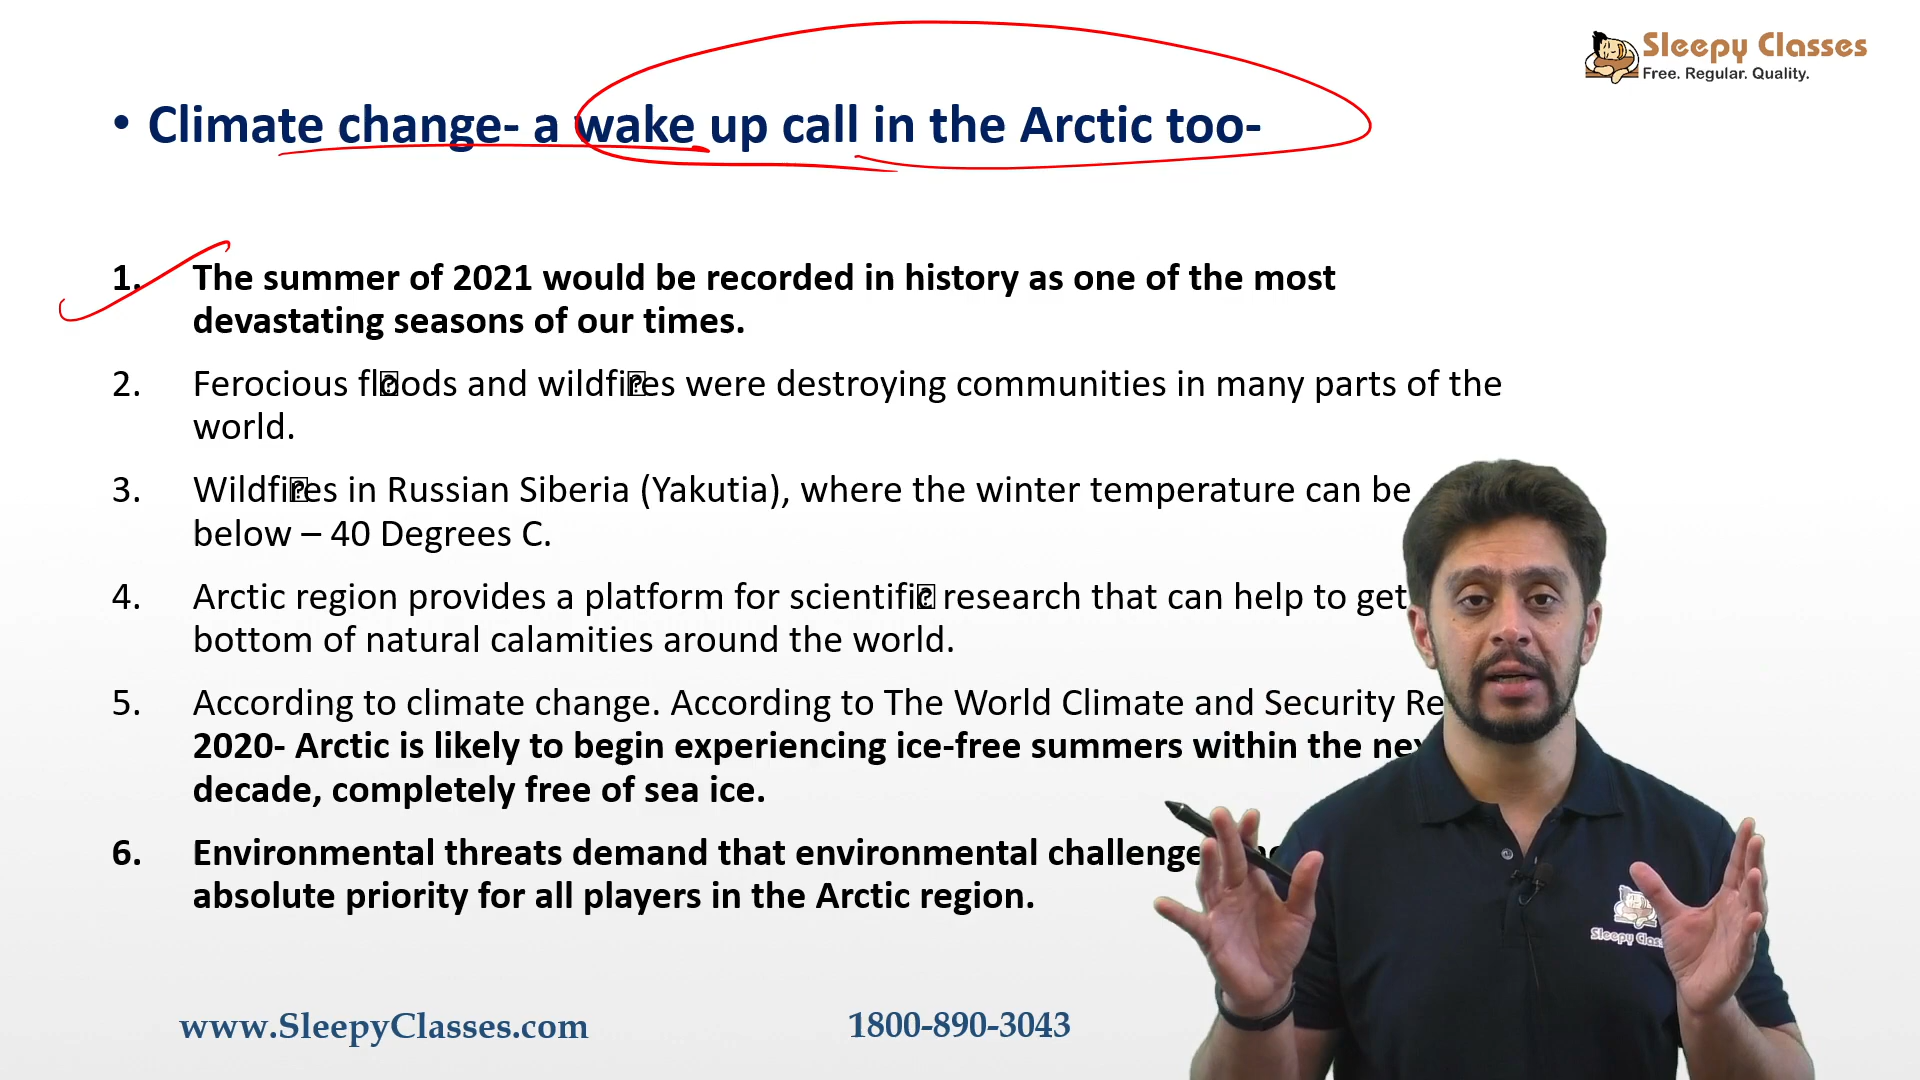 Sleepy Classes
Free. Regular. Quality.
• Climate change- a wake up call in the Arctic too-
1. The summer of 2021 would be recorded in history as one of the most
devastating seasons of our times.
2. Ferocious floods and wildfires were destroying communities in many parts of the
world.
3. Wildfires in Russian Siberia (Yakutia), where the winter temperature can be
below – 40 Degrees C.
4. Arctic region provides a platform for scientific research that can help to get
bottom of natural calamities around the world.
5. According to climate change. According to The World Climate and Security
2020- Arctic is likely to begin experiencing ice-free summers within the
decade, completely free of sea ice.
6. Environmental threats demand that environmental
absolute priority for all players in the Arctic region.
Sleepy
www.SleepyClasses.com 1800-890-3043